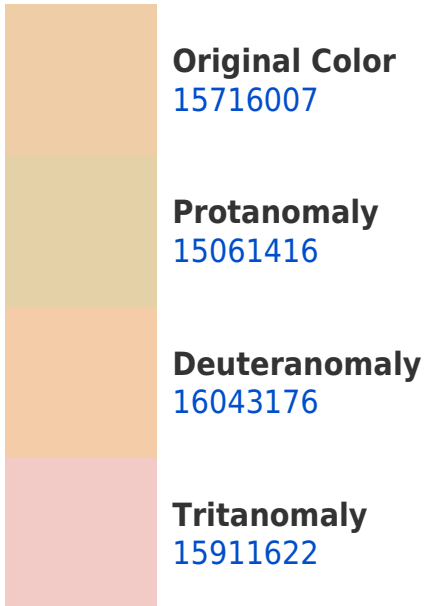 Original Color
15716007
Protanomaly
15061416
Deuteranomaly
16043176
Tritanomaly
15911622